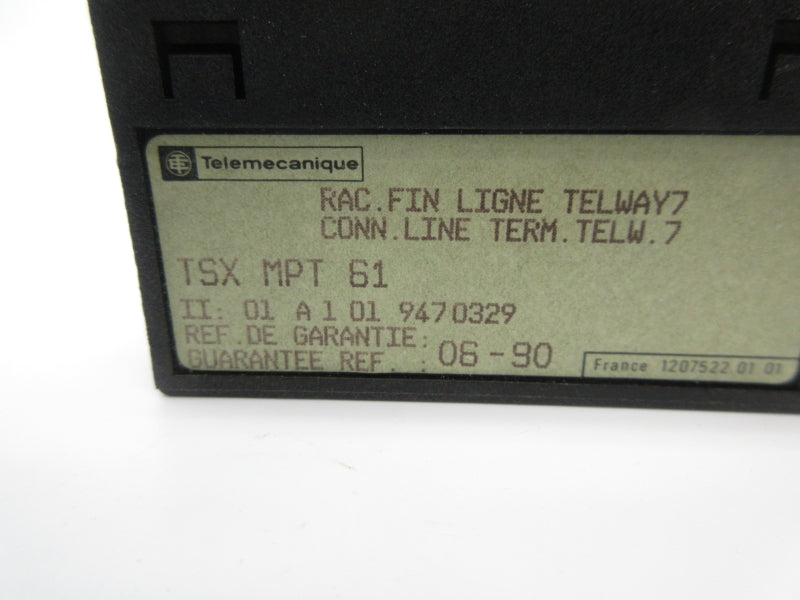 Telemecanique
RAC.FIN LIGNE TELWAY7
CONN.LINE TERM.TELW.7
TSX MPT 61
II: 01 A 1 01 9470329
REF.DE GARANTIE:
GUARANTEE REF. .: 06-90
France 1207522 01 01